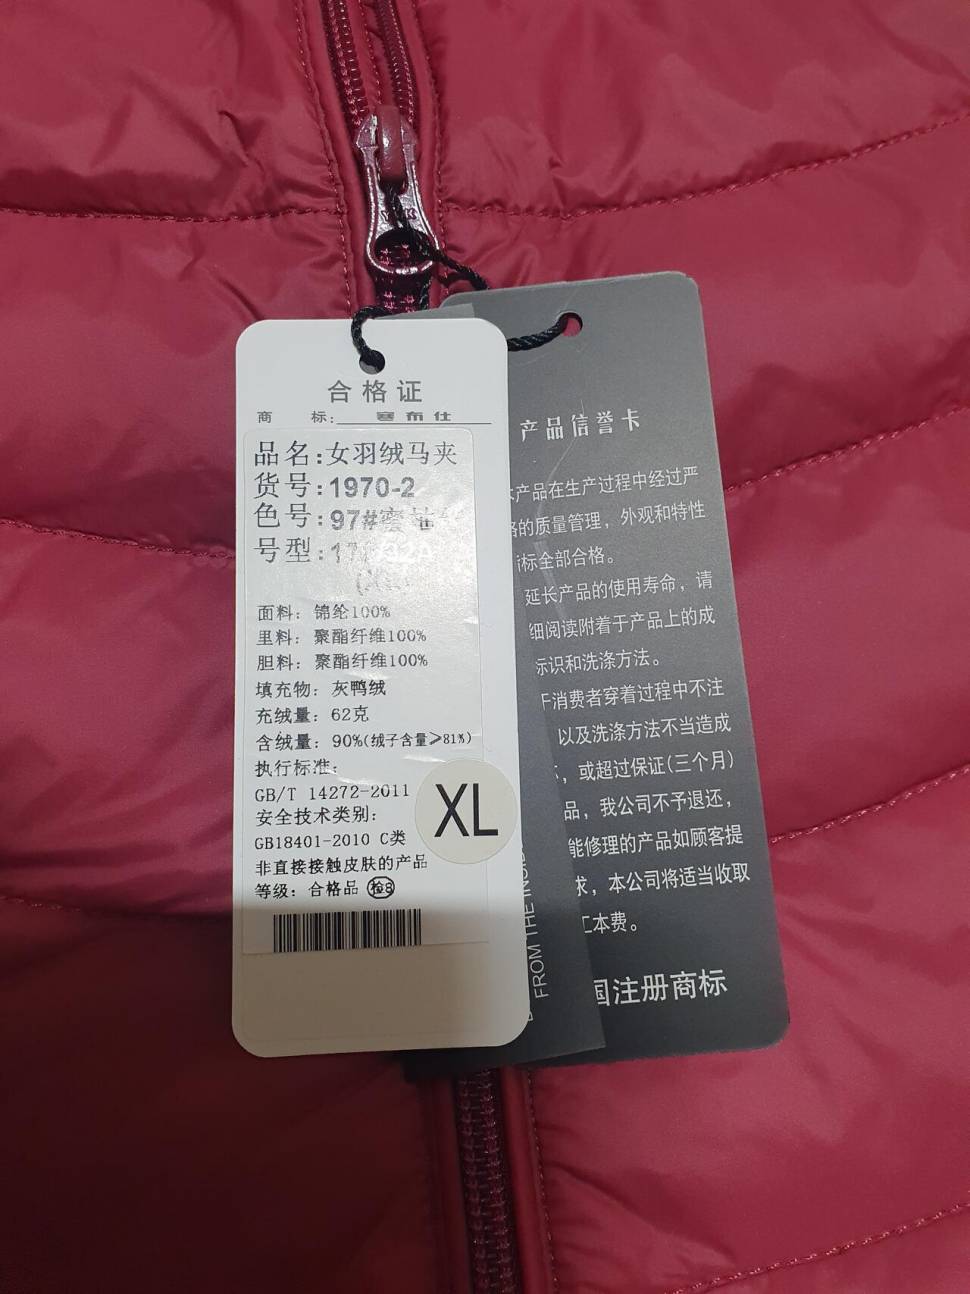 合格证
商 标:
品名:女羽绒马夹
货号:1970-2
色号:97#
号型:
面料: 锦纶100%
里料: 聚酯纤维100%
胆料: 聚酯纤维100%
填充物: 灰鸭绒
充绒量: 62克
含绒量: 90%(绒子含量≥81%)
执行标准:
GB/T 14272-2011
安全技术类别:
GB18401-2010 C类
非直接接触皮肤的产品
等级: 合格品 检8
XL
产品信誉卡
产品在生产过程中经过严
的质量管理，外观和特性
标全部合格。
延长产品的使用寿命，请
细阅读附着于产品上的成
标识和洗涤方法。
消费者穿着过程中不注
以及洗涤方法不当造成
，或超过保证(三个月)
品，我公司不予退还，
能修理的产品如顾客提
求，本公司将适当收取
工本费。
国注册商标
FROM THE